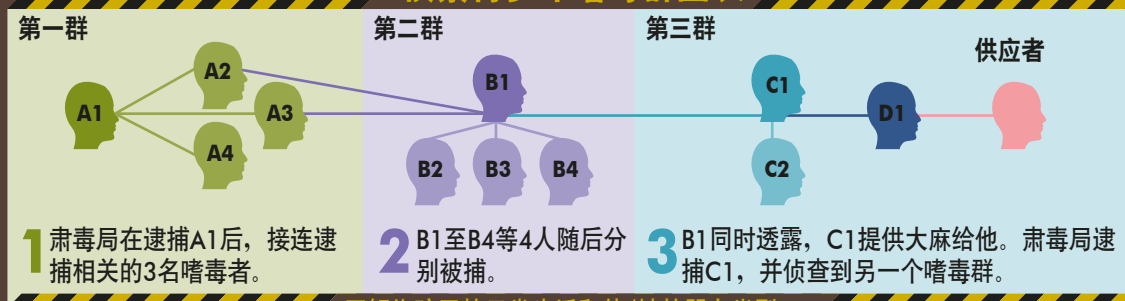 第一群
第二群
第三群
供应者
A1
A2
A3
A4
B1
B2
B3
B4
C1
C2
D1
1 肃毒局在逮捕A1后，接连逮
捕相关的3名嗜毒者。
2 B1至B4等4人随后分
别被捕。
3 B1同时透露，C1提供大麻给他。肃毒局逮
捕C1，并侦查到另一个嗜毒群。